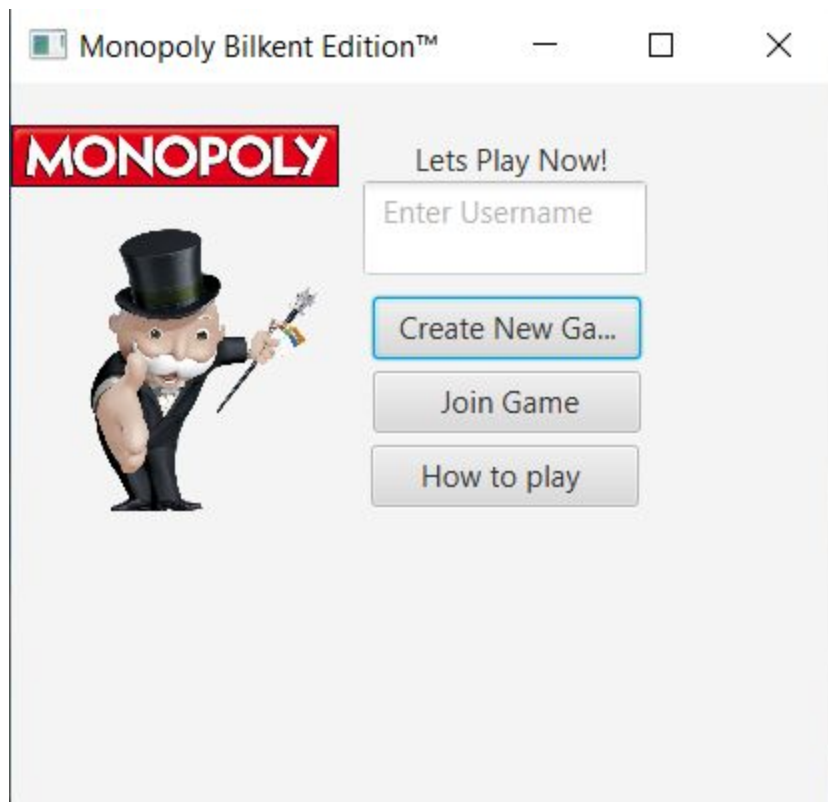 Monopoly Bilkent Edition™
MONOPOLY
Lets Play Now!
Enter Username
Create New Ga...
Join Game
How to play